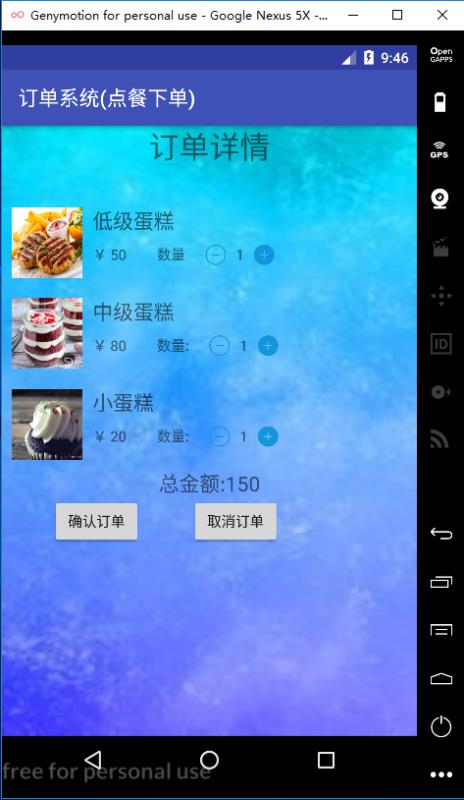 Genymotion for personal use - Google Nexus 5X -...
Open
GAPPS
9:46
订单系统(点餐下单)
订单详情
GPS
低级蛋糕
¥ 50 数量 1
中级蛋糕
¥ 80 数量: 1
ID
小蛋糕
¥ 20 数量: 1
总金额:150
确认订单 取消订单
free for personal use